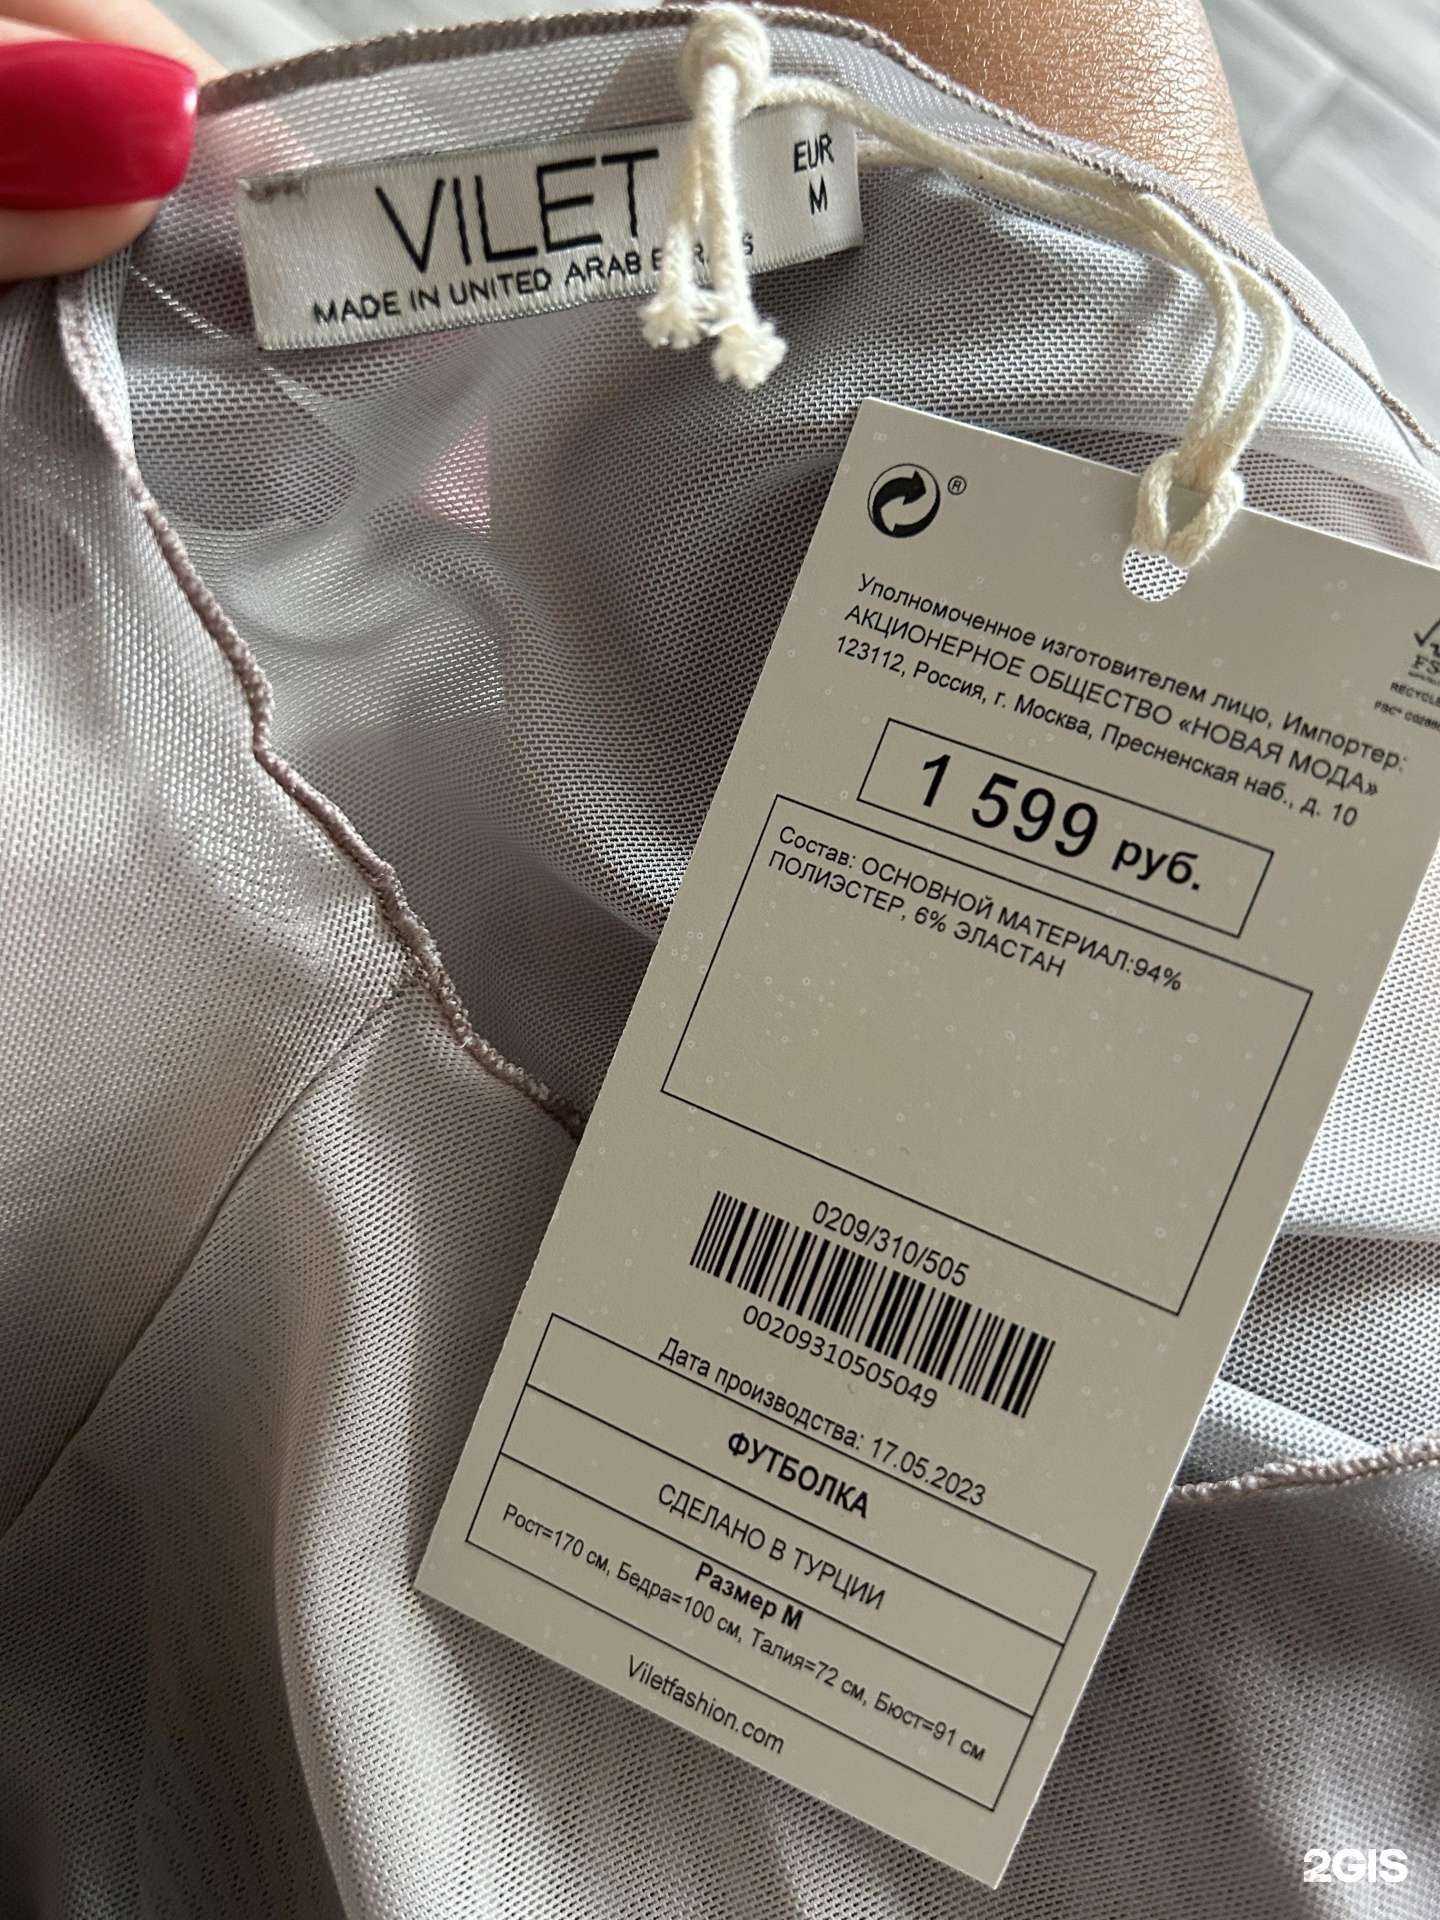 VILET
EUR
M
MADE IN UNITED ARAB
®
Уполномоченное изготовителем лицо, Импортер:
АКЦИОНЕРНОЕ ОБЩЕСТВО «НОВАЯ МОДА»
123112, Россия, г. Москва, Пресненская наб., д. 10
1 599 руб.
Состав: ОСНОВНОЙ МАТЕРИАЛ:94%
ПОЛИЭСТЕР, 6% ЭЛАСТАН
0209/310/505
00209310505049
Дата производства: 17.05.2023
ФУТБОЛКА
СДЕЛАНО В ТУРЦИИ
Размер M
Рост=170 см, Бедра=100 см, Талия=72 см, Бюст=91 см
Viletfashion.com
2GIS